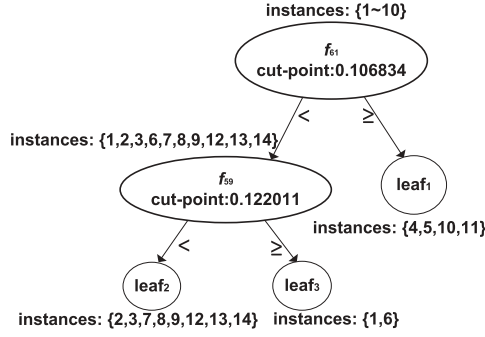 instances: {1~10}
f61
cut-point:0.106834
< ≥
instances: {1,2,3,6,7,8,9,12,13,14}
f59
cut-point:0.122011
leaf1
instances: {4,5,10,11}
< ≥
leaf2 leaf3
instances: {2,3,7,8,9,12,13,14} instances: {1,6}